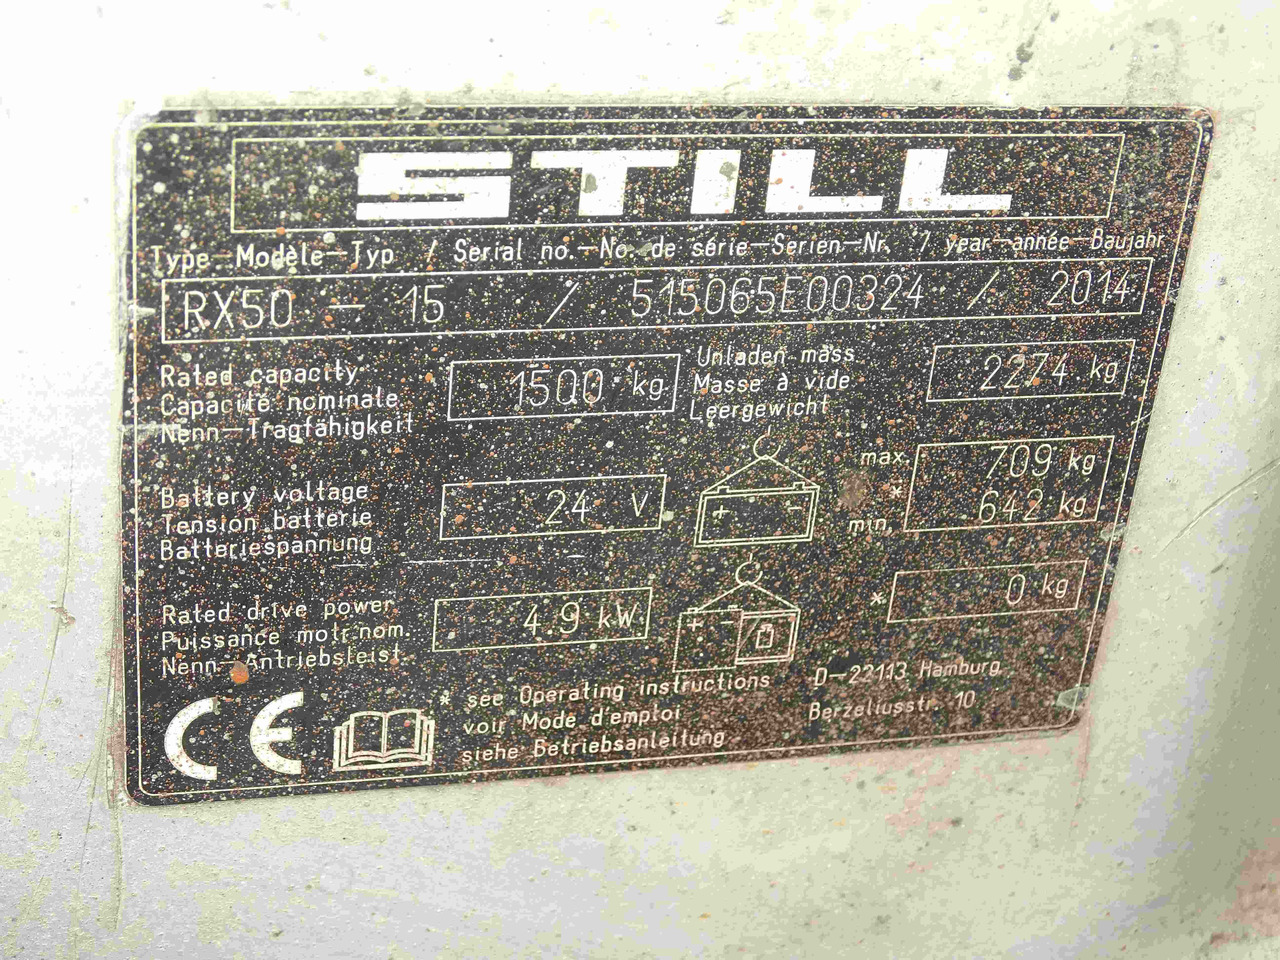 STILL
Type-Modèle-Typ / Serial no.-No. de série-Serien-Nr. / year-année-Baujahr
RX50 - 15 / 515065E00324 / 2014
Rated capacity
Capacité nominale
Nenn-Tragfähigkeit
1500 kg
Unladen mass
Masse à vide
Leergewicht
2274 kg
Battery voltage
Tension batterie
Batteriespannung
24 V
+ -
max. 709 kg
*
min. 642 kg
Rated drive power
Puissance motr.nom.
Nenn-Antriebsleist.
4.9 kW
+ -
* 0 kg
CE
* see Operating instructions
voir Mode d'emploi
siehe Betriebsanleitung
D-22113 Hamburg
Berzeliusstr. 10